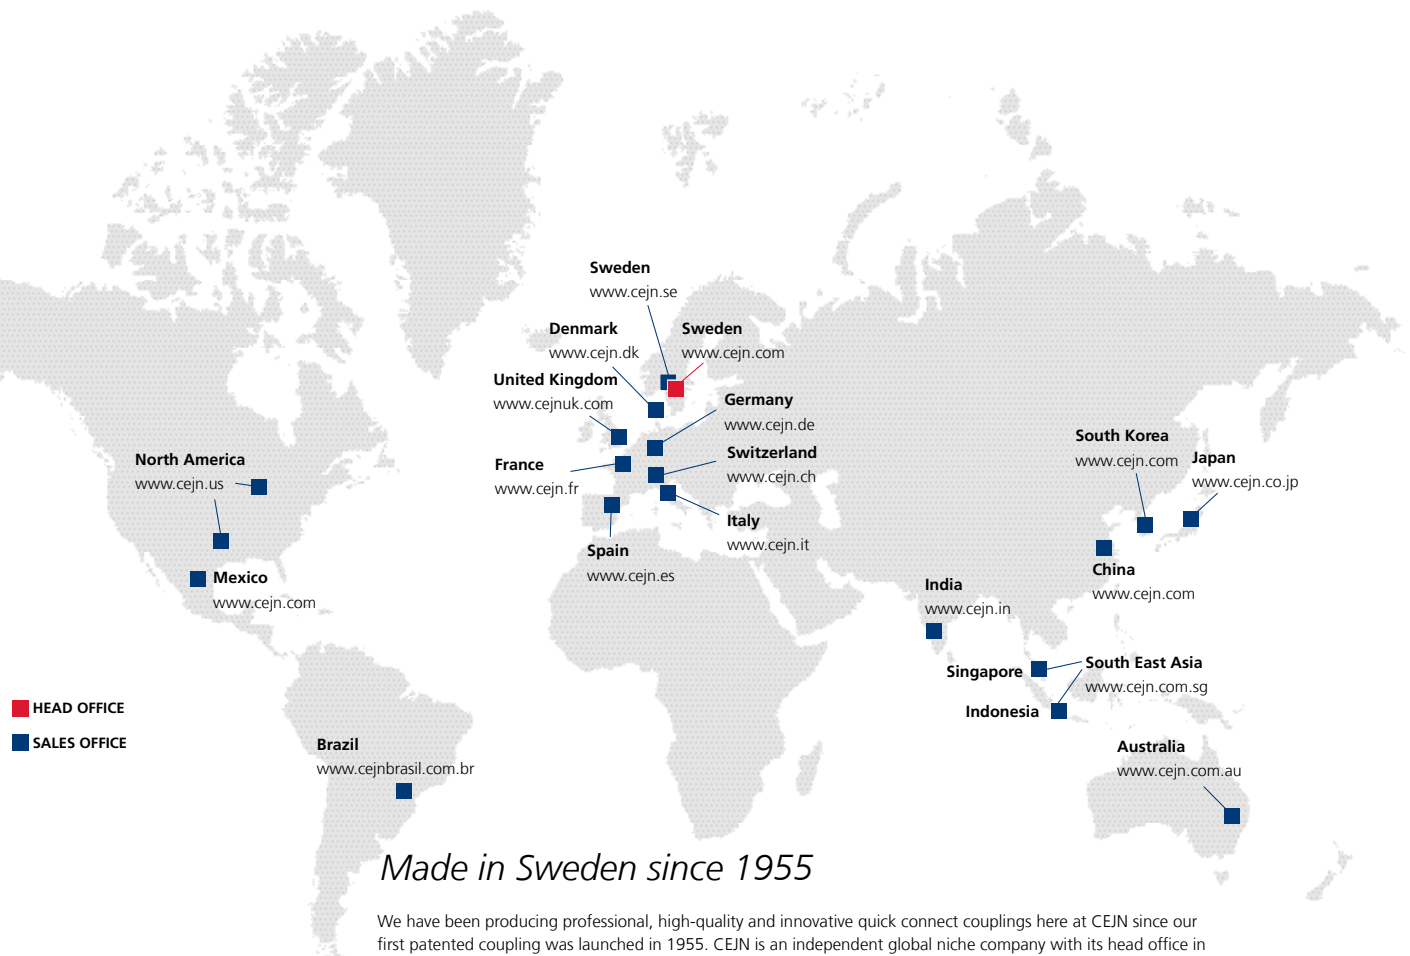 Sweden
www.cejn.se
Denmark
www.cejn.dk
Sweden
www.cejn.com
United Kingdom
www.cejnuk.com
Germany
www.cejn.de
North America
www.cejn.us
France
www.cejn.fr
Switzerland
www.cejn.ch
South Korea
www.cejn.com
Japan
www.cejn.co.jp
Italy
www.cejn.it
Spain
www.cejn.es
Mexico
www.cejn.com
China
www.cejn.com
India
www.cejn.in
Singapore
South East Asia
www.cejn.com.sg
Indonesia
HEAD OFFICE
SALES OFFICE
Brazil
www.cejnbrasil.com.br
Australia
www.cejn.com.au
Made in Sweden since 1955
We have been producing professional, high-quality and innovative quick connect couplings here at CEJN since our
first patented coupling was launched in 1955. CEJN is an independent global niche company with its head office in